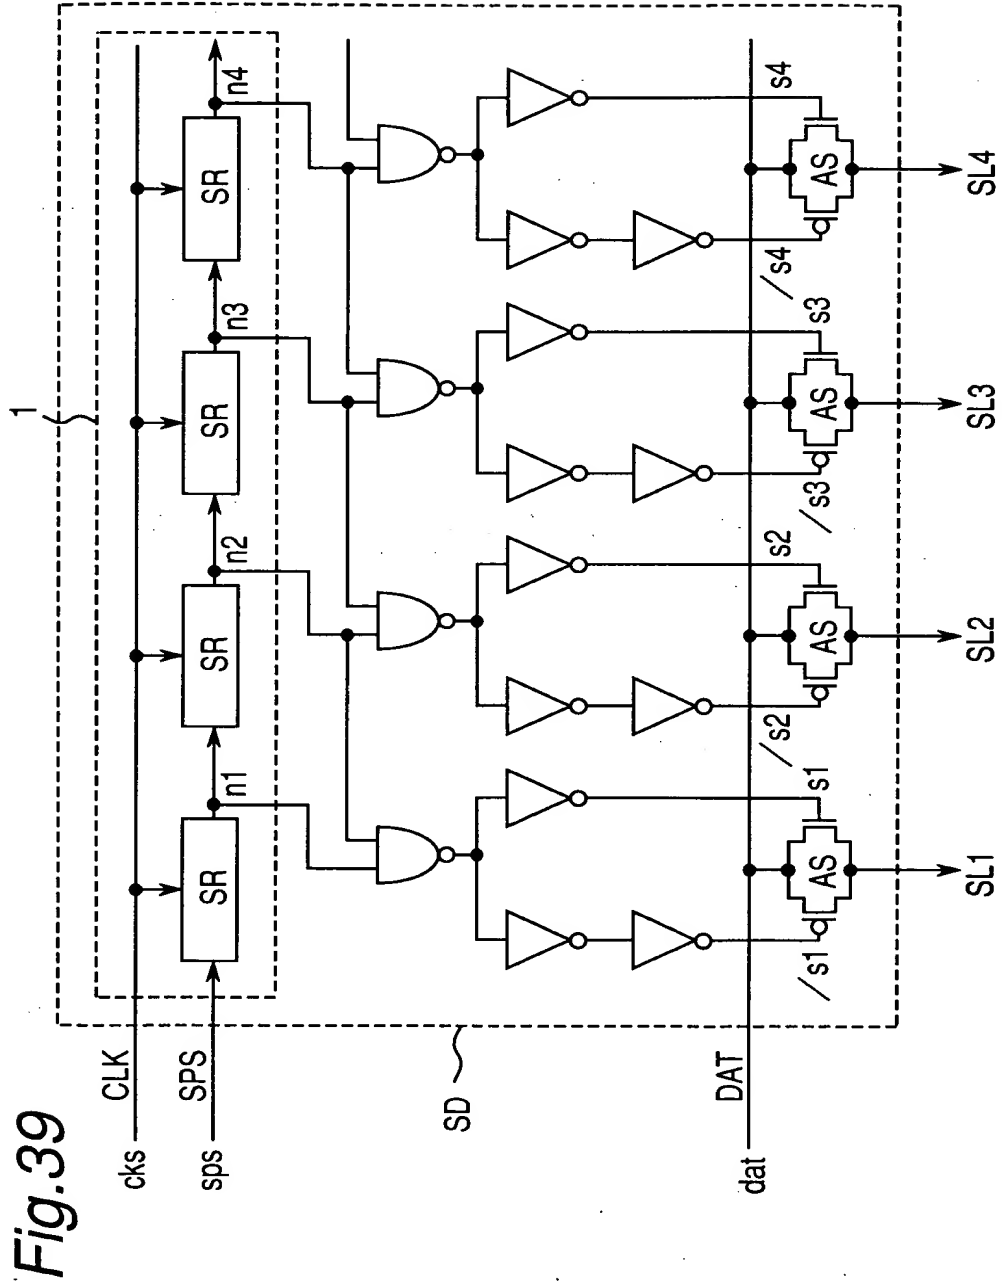 Fig.39
1
cks
CLK
sps
SPS
SR
n1
SR
n2
SR
n3
SR
n4
SD
dat
DAT
/s1
s1
/s2
s2
/s3
s3
/s4
s4
AS
AS
AS
AS
SL1
SL2
SL3
SL4